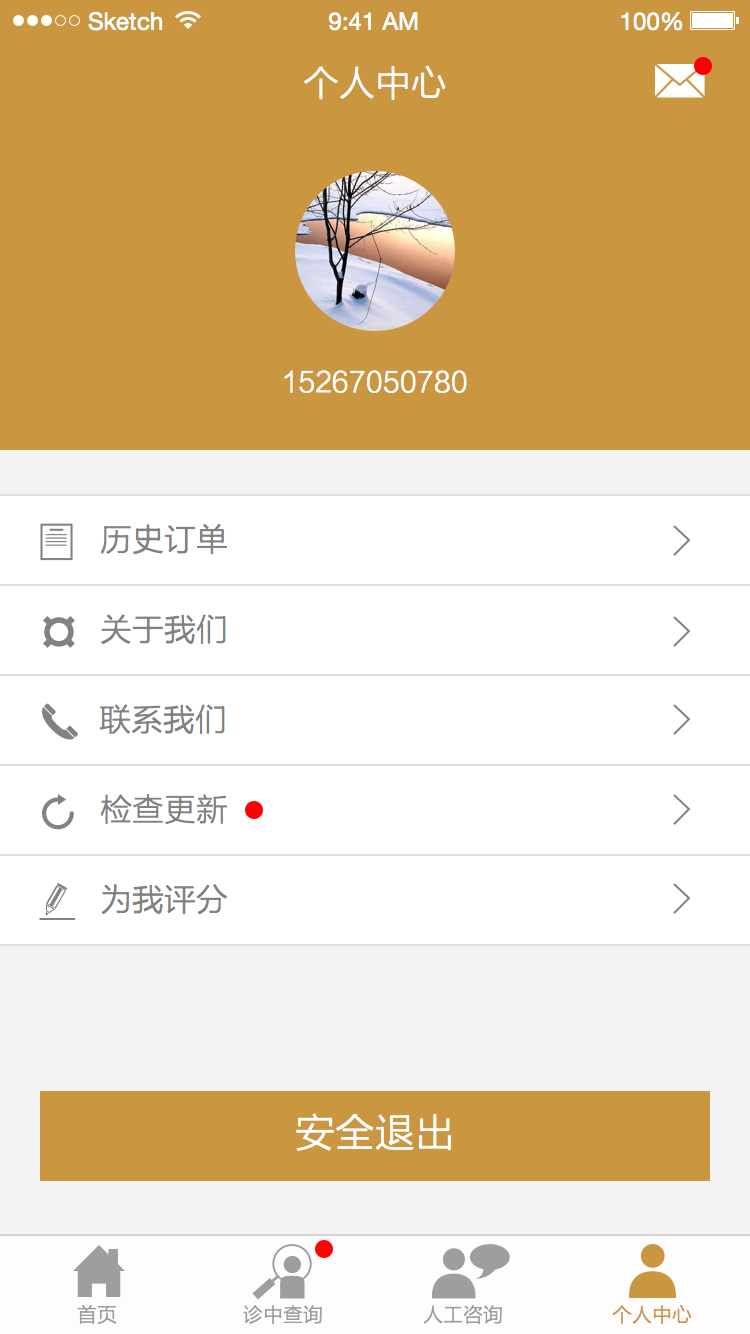 Sketch 9:41 AM 100%
个人中心
15267050780
历史订单
关于我们
联系我们
检查更新
为我评分
安全退出
首页 诊中查询 人工咨询 个人中心